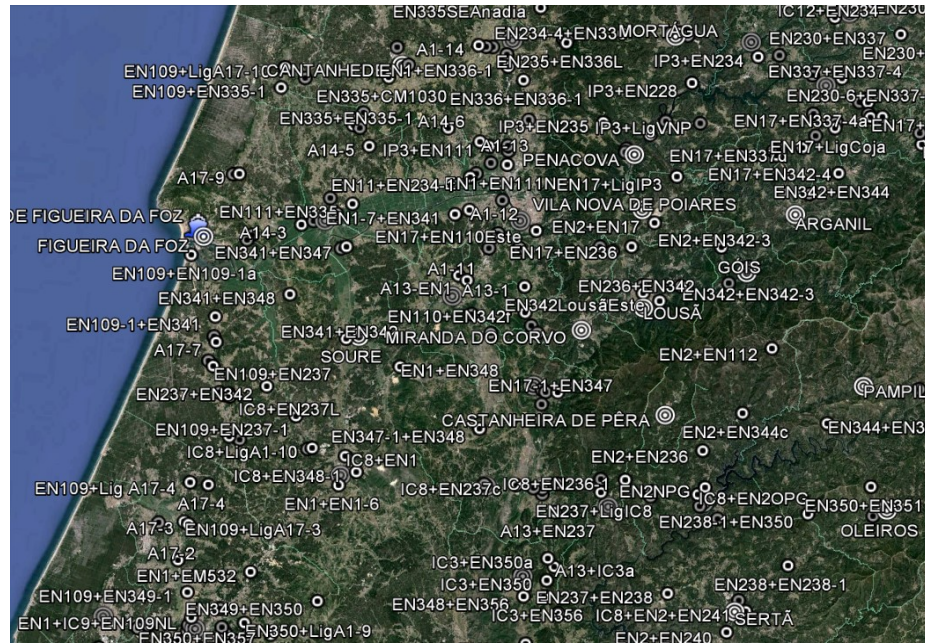 EN335SEAnadia
IC12+EN234
EN230
EN234-4+EN33
MORTÁGUA
EN230+EN337
A1-14
EN230+
EN235+EN336L
IP3+EN234
EN109+LigA17-10
CANTANHEDE
EN1+EN336-1
EN337+EN337-4
EN109+EN335-1
EN335+CM1030
EN336+EN336-1
IP3+EN228
EN230-6+EN337-
EN335+EN335-1
A14-6
IP3+EN235
IP3+LigVNP
EN17+EN337-4a
EN17+
A14-5
IP3+EN111
A1-13
PENACOVA
EN17+EN337d
EN17+LigCoja
A17-9
EN11+EN234-1
EN1+EN111N
EN17+LigIP3
EN17+EN342-4
EN342+EN344
DE FIGUEIRA DA FOZ
EN111+EN335
EN1-7+EN341
A1-12
VILA NOVA DE POIARES
ARGANIL
FIGUEIRA DA FOZ
A14-3
EN17+EN110Este
EN2+EN17
EN2+EN342-3
EN341+EN347
EN17+EN236
EN109+EN109-1a
A1-11
GÓIS
EN341+EN348
A13-EN1
A13-1
EN236+EN342
EN342+EN342-3
EN342LousãEste
LOUSÃ
EN109-1+EN341
EN110+EN342f
EN341+EN342
MIRANDA DO CORVO
SOURE
A17-7
EN2+EN112
EN109+EN237
EN1+EN348
EN17-1+EN347
EN237+EN342
PAMPIL
IC8+EN237L
CASTANHEIRA DE PÊRA
EN109+EN237-1
EN2+EN344c
EN344+EN3
EN347-1+EN348
IC8+LigA1-10
EN2+EN236
IC8+EN1
IC8+EN348-1
EN109+Lig A17-4
IC8+EN237c
IC8+EN236-1
EN2NPG
IC8+EN2OPG
A17-4
EN1+EN1-6
EN237+LigIC8
EN350+EN351
A17-3
EN109+LigA17-3
EN238-1+EN350
OLEIROS
A13+EN237
A17-2
IC3+EN350a
EN1+EM532
IC3+EN350
A13+IC3a
EN238+EN238-1
EN109+EN349-1
EN349+EN350
EN348+EN356
EN237+EN238
IC3+EN356
IC8+EN2+EN241
SERTÃ
EN1+IC9+EN109NL
EN350+EN357
EN350+LigA1-9
EN2+EN240